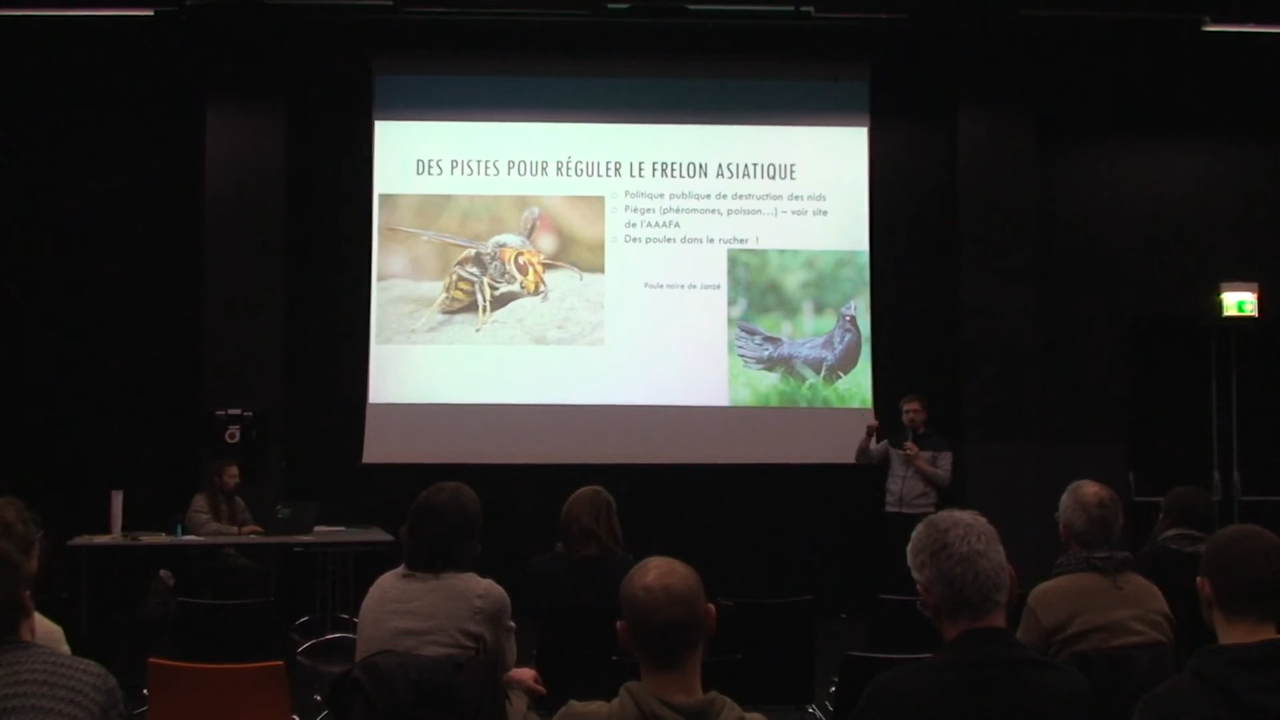 DES PISTES POUR RÉGULER LE FRELON ASIATIQUE
Politique publique de destruction des nids
Pièges (phéromones, poisson...) – voir site
de l'AAAFA
Des poules dans le rucher !
Poule noire de Janzé